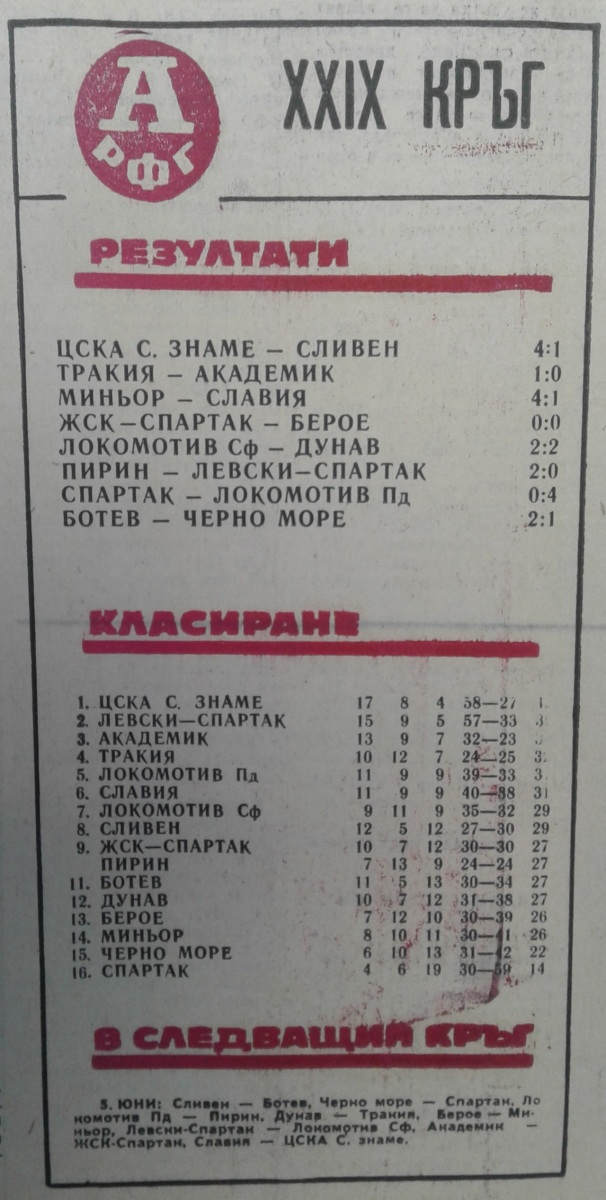 А
РФГ
XXIX КРЪГ
РЕЗУЛТАТИ
ЦСКА С. ЗНАМЕ — СЛИВЕН 4:1
ТРАКИЯ — АКАДЕМИК 1:0
МИНЬОР — СЛАВИЯ 4:1
ЖСК—СПАРТАК — БЕРОЕ 0:0
ЛОКОМОТИВ Сф — ДУНАВ 2:2
ПИРИН — ЛЕВСКИ—СПАРТАК 2:0
СПАРТАК — ЛОКОМОТИВ Пд 0:4
БОТЕВ — ЧЕРНО МОРЕ 2:1
КЛАСИРАНЕ
1. ЦСКА С. ЗНАМЕ 17 8 4 58—27
2. ЛЕВСКИ—СПАРТАК 15 9 5 57—33
3. АКАДЕМИК 13 9 7 32—23
4. ТРАКИЯ 10 12 7 24—25
5. ЛОКОМОТИВ Пд 11 9 9 39—33
6. СЛАВИЯ 11 9 9 40—38 31
7. ЛОКОМОТИВ Сф 9 11 9 35—32 29
8. СЛИВЕН 12 5 12 27—30 29
9. ЖСК—СПАРТАК 10 7 12 30—30 27
ПИРИН 7 13 9 24—24 27
11. БОТЕВ 11 5 13 30—34 27
12. ДУНАВ 10 7 12 31—38 27
13. БЕРОЕ 7 12 10 30—39 26
14. МИНЬОР 8 10 11 30—41 26
15. ЧЕРНО МОРЕ 6 10 13 31—42 22
16. СПАРТАК 4 6 19 30—59 14
В СЛЕДВАЩИЙ КРЪГ
5. ЮНИ: Сливен — Ботев, Черно море — Спартак, Ло
комотив Пд — Пирин, Дунав — Тракия, Берое — Ми-
ньор, Левски-Спартак — Локомотив Сф, Академик —
ЖСК-Спартак, Славия — ЦСКА С. знаме.